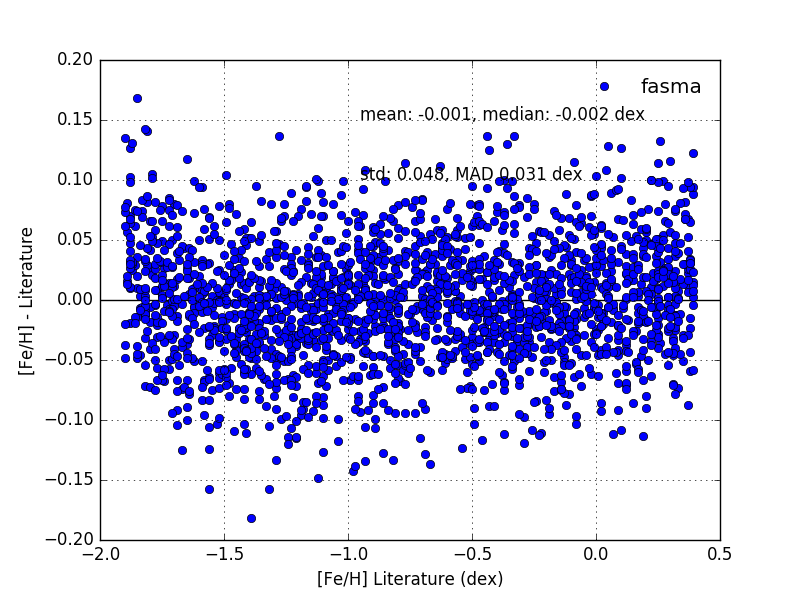 0.20
fasma
0.15
mean: -0.001, median: -0.002 dex
0.10
std: 0.048, MAD 0.031 dex
0.05
[Fe/H] - Literature
0.00
−0.05
−0.10
−0.15
−0.20
−2.0 −1.5 −1.0 −0.5 0.0 0.5
[Fe/H] Literature (dex)